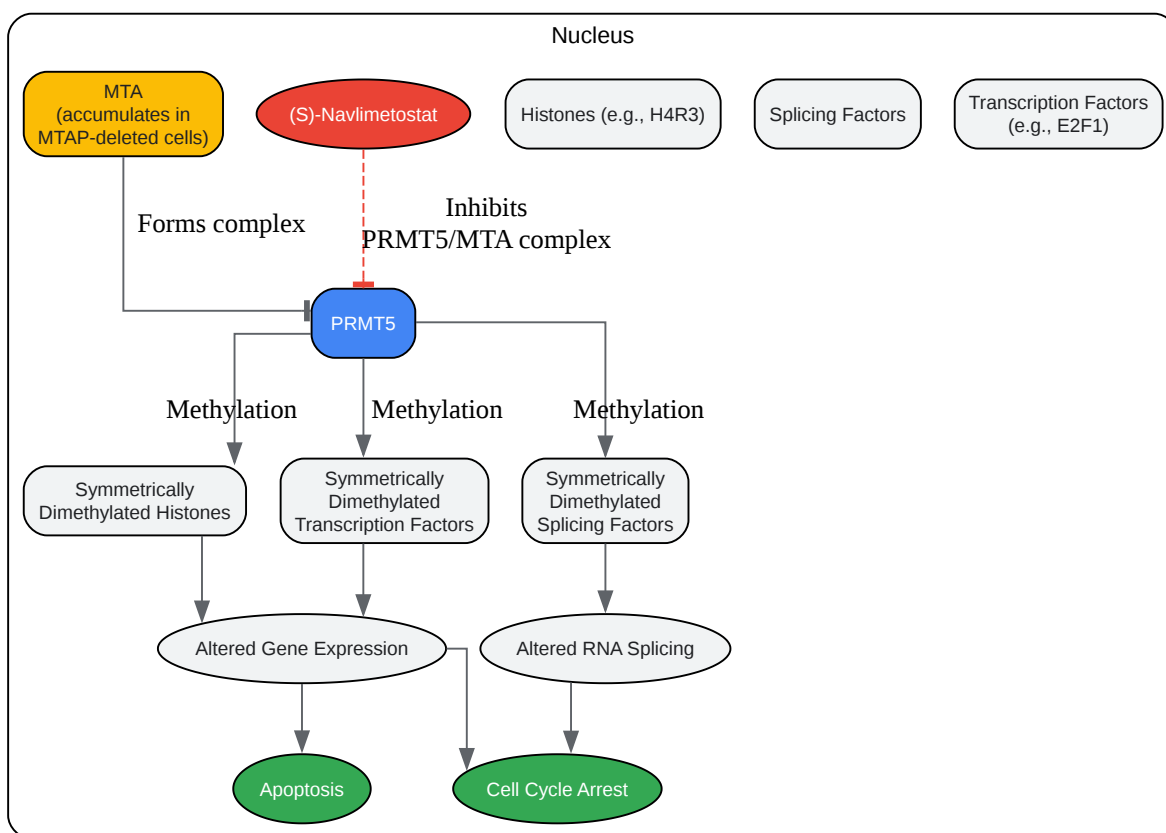 Nucleus
MTA
(accumulates in
MTAP-deleted cells)
(S)-Navlimetostat
Histones (e.g., H4R3)
Splicing Factors
Transcription Factors
(e.g., E2F1)
Forms complex
Inhibits
PRMT5/MTA complex
PRMT5
Methylation
Methylation
Methylation
Symmetrically
Dimethylated Histones
Symmetrically
Dimethylated
Transcription Factors
Symmetrically
Dimethylated
Splicing Factors
Altered Gene Expression
Altered RNA Splicing
Apoptosis
Cell Cycle Arrest